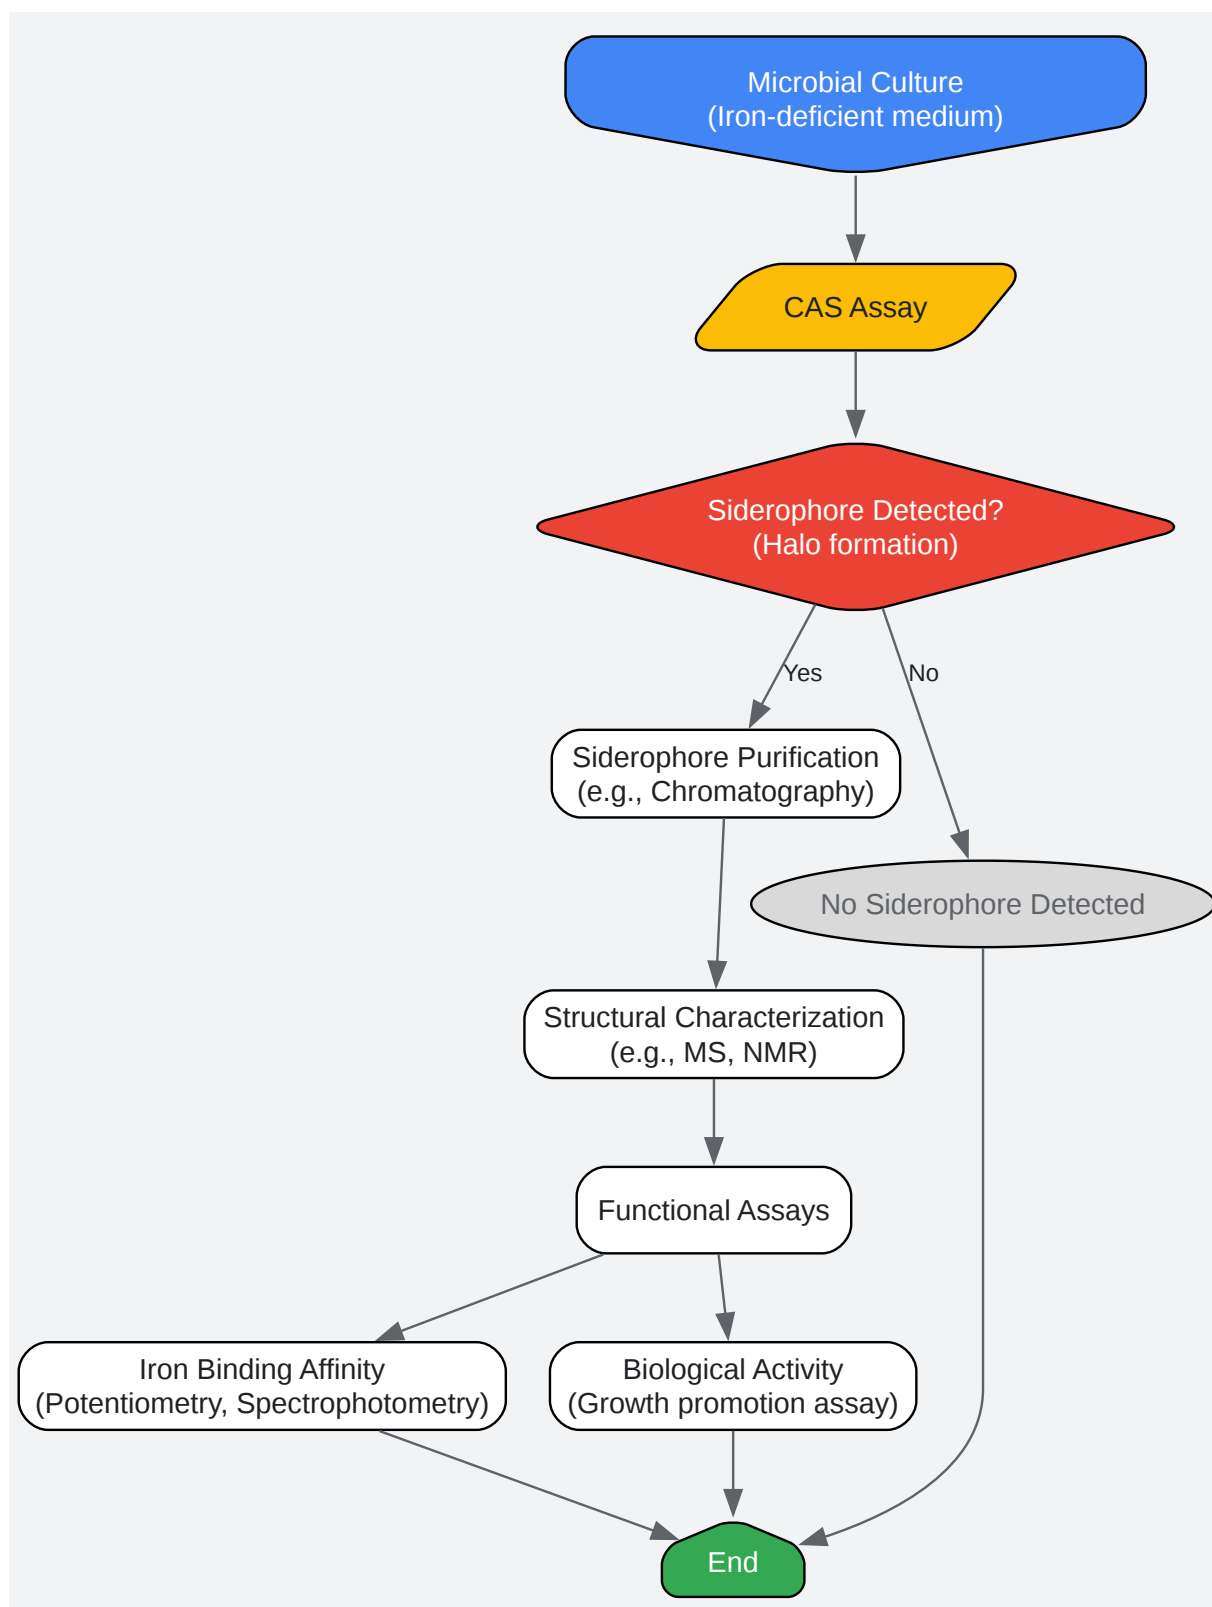 Microbial Culture
(Iron-deficient medium)
CAS Assay
Siderophore Detected?
(Halo formation)
Yes
No
Siderophore Purification
(e.g., Chromatography)
No Siderophore Detected
Structural Characterization
(e.g., MS, NMR)
Functional Assays
Iron Binding Affinity
(Potentiometry, Spectrophotometry)
Biological Activity
(Growth promotion assay)
End